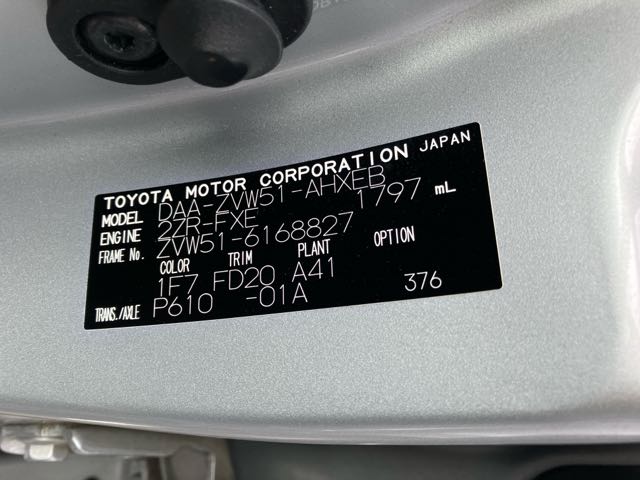 TOYOTA MOTOR CORPORATION JAPAN
MODEL DAA-ZVW51-AHXEB
ENGINE 2ZR-FXE 1797 mL
FRAME No. ZVW51-6168827
COLOR TRIM PLANT OPTION
1F7 FD20 A41
TRANS./AXLE P610 -01A 376